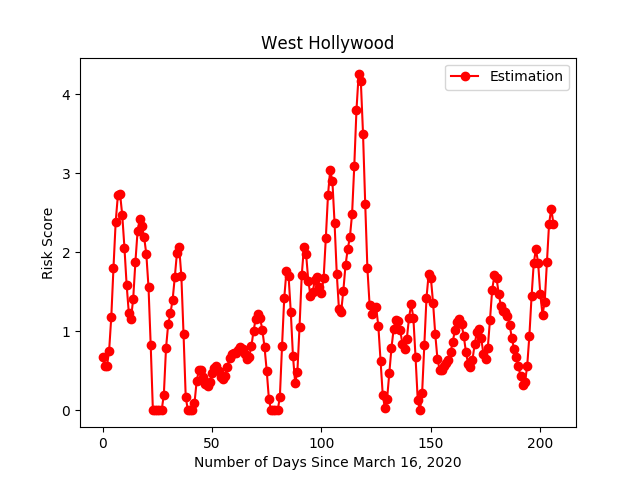 West Hollywood
Estimation
4
3
2
1
0
Risk Score
0 50 100 150 200
Number of Days Since March 16, 2020